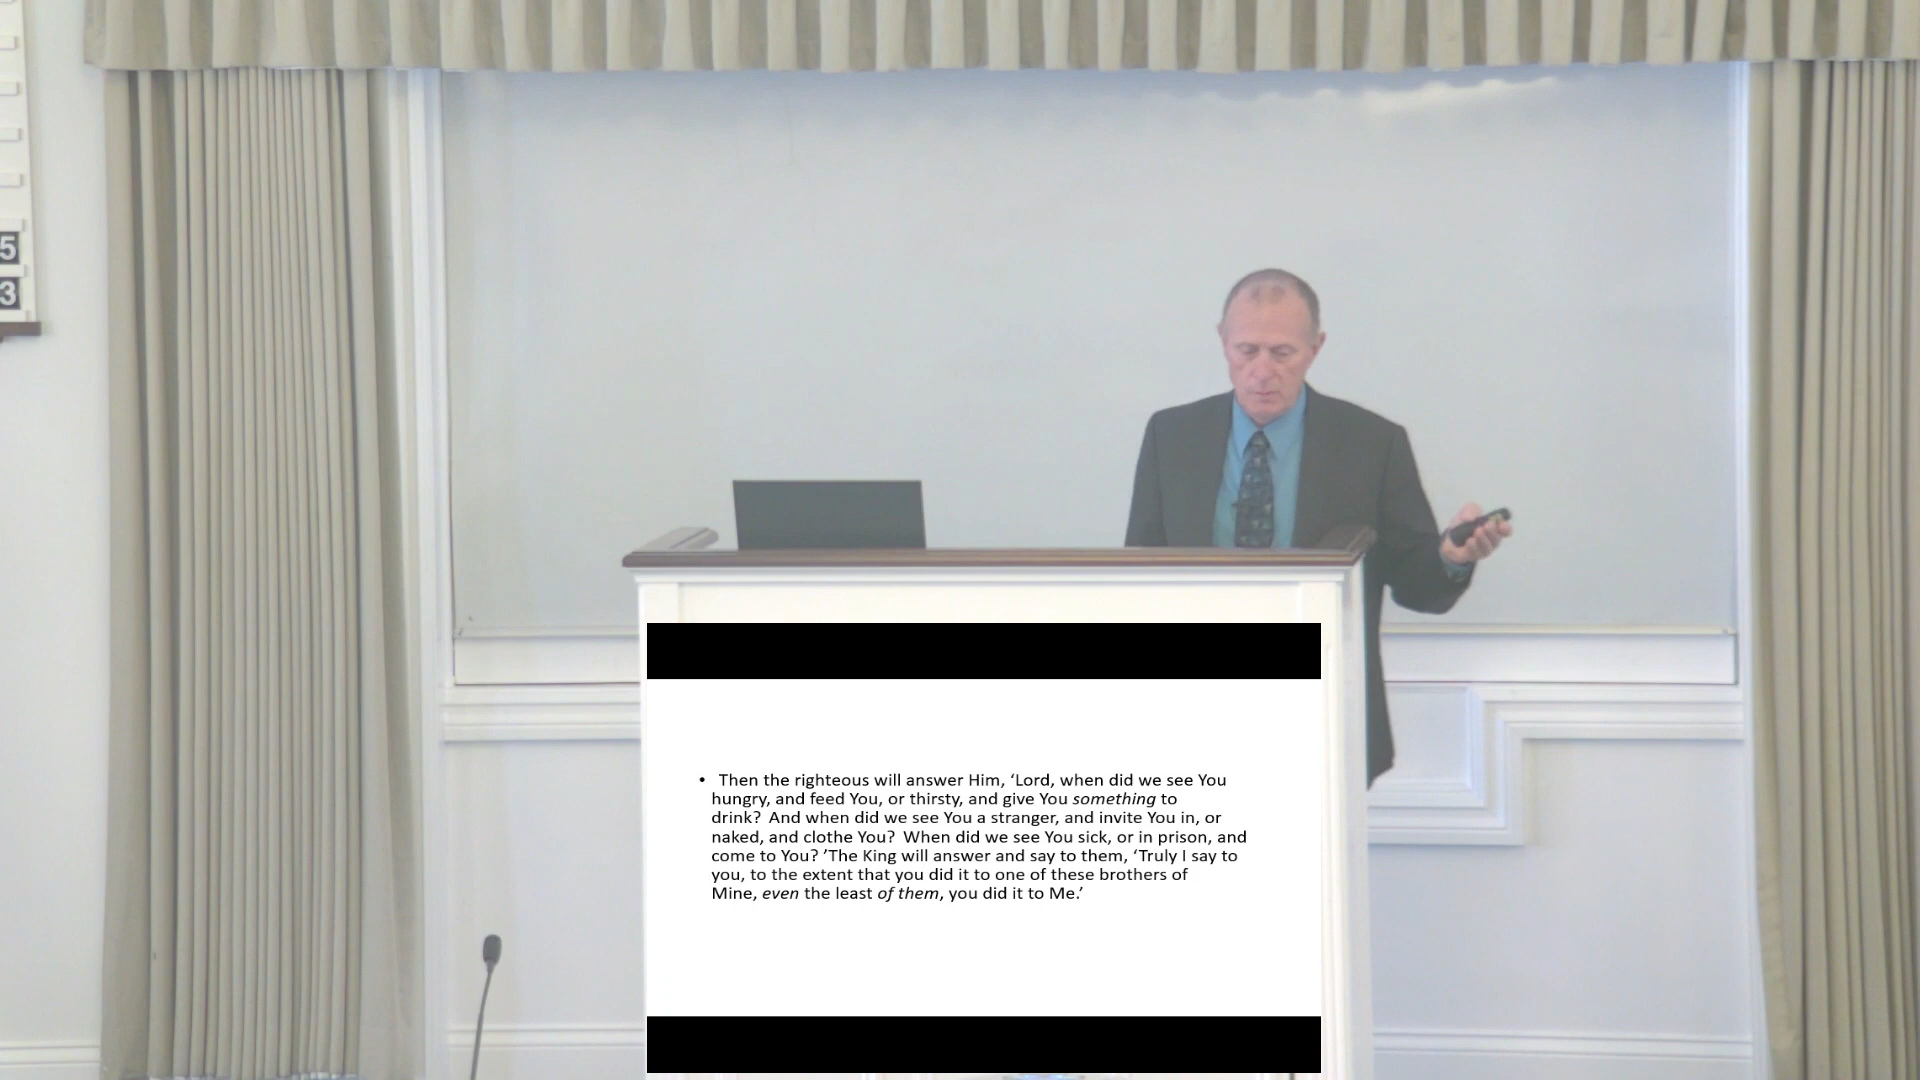 5
3
• Then the righteous will answer Him, ‘Lord, when did we see You
hungry, and feed You, or thirsty, and give You something to
drink? And when did we see You a stranger, and invite You in, or
naked, and clothe You? When did we see You sick, or in prison, and
come to You? ’The King will answer and say to them, ‘Truly I say to
you, to the extent that you did it to one of these brothers of
Mine, even the least of them, you did it to Me.’